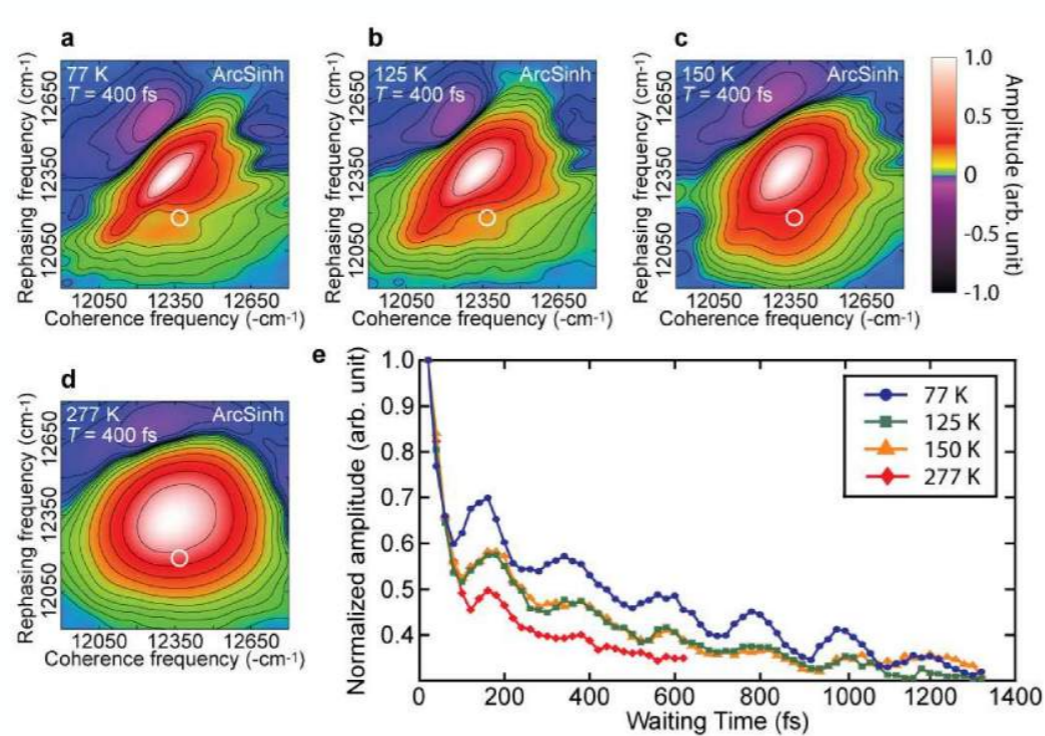 a
77 K ArcSinh
T = 400 fs
Rephasing frequency (cm-1)
12650
12350
12050
12050 12350 12650
Coherence frequency (-cm-1)
b
125 K ArcSinh
T = 400 fs
Rephasing frequency (cm-1)
12650
12350
12050
12050 12350 12650
Coherence frequency (-cm-1)
c
150 K ArcSinh
T = 400 fs
Rephasing frequency (cm-1)
12650
12350
12050
12050 12350 12650
Coherence frequency (-cm-1)
1.0
0.5
0
-0.5
-1.0
Amplitude (arb. unit)
d
277 K ArcSinh
T = 400 fs
Rephasing frequency (cm-1)
12650
12350
12050
12050 12350 12650
Coherence frequency (-cm-1)
e
Normalized amplitude (arb. unit)
1.0
0.9
0.8
0.7
0.6
0.5
0.4
77 K
125 K
150 K
277 K
0 200 400 600 800 1000 1200 1400
Waiting Time (fs)